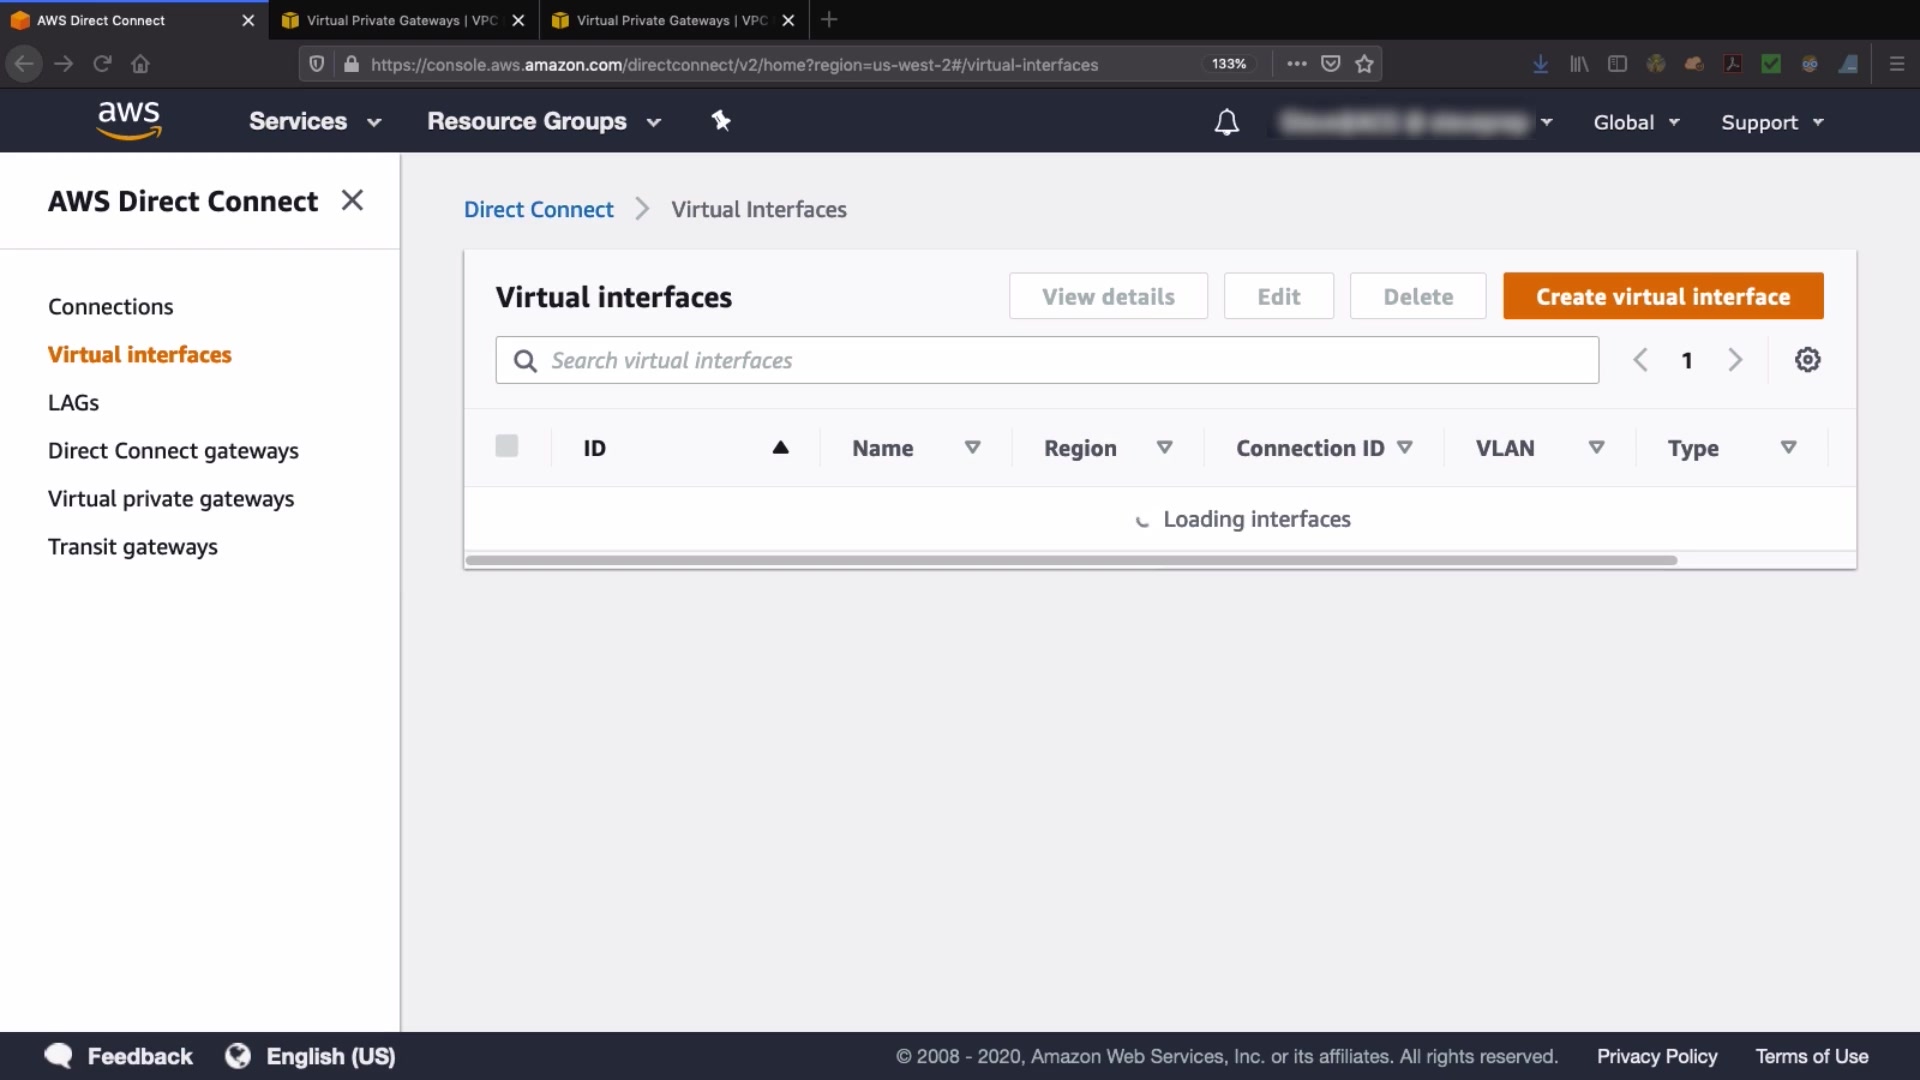 AWS Direct Connect
Virtual Private Gateways | VPC
Virtual Private Gateways | VPC
https://console.aws.amazon.com/directconnect/v2/home?region=us-west-2#/virtual-interfaces
133%
aws
Services
Resource Groups
Global
Support
AWS Direct Connect
Connections
Virtual interfaces
LAGs
Direct Connect gateways
Virtual private gateways
Transit gateways
Direct Connect
Virtual Interfaces
Virtual interfaces
View details
Edit
Delete
Create virtual interface
Search virtual interfaces
1
ID
Name
Region
Connection ID
VLAN
Type
Loading interfaces
Feedback
English (US)
© 2008 - 2020, Amazon Web Services, Inc. or its affiliates. All rights reserved.
Privacy Policy
Terms of Use